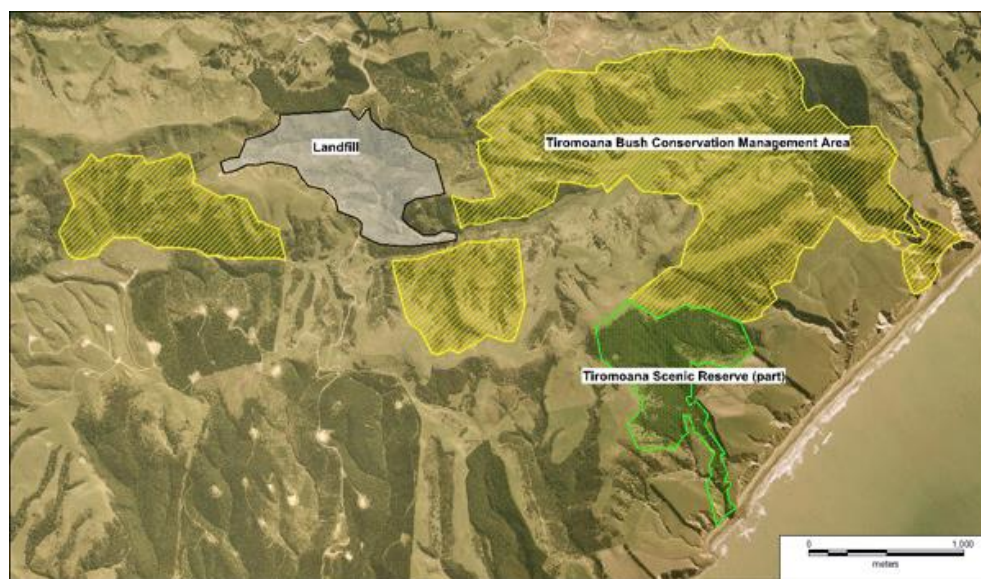 Landfill
Tiromoana Bush Conservation Management Area
Tiromoana Scenic Reserve (part)
0 1,000
meters